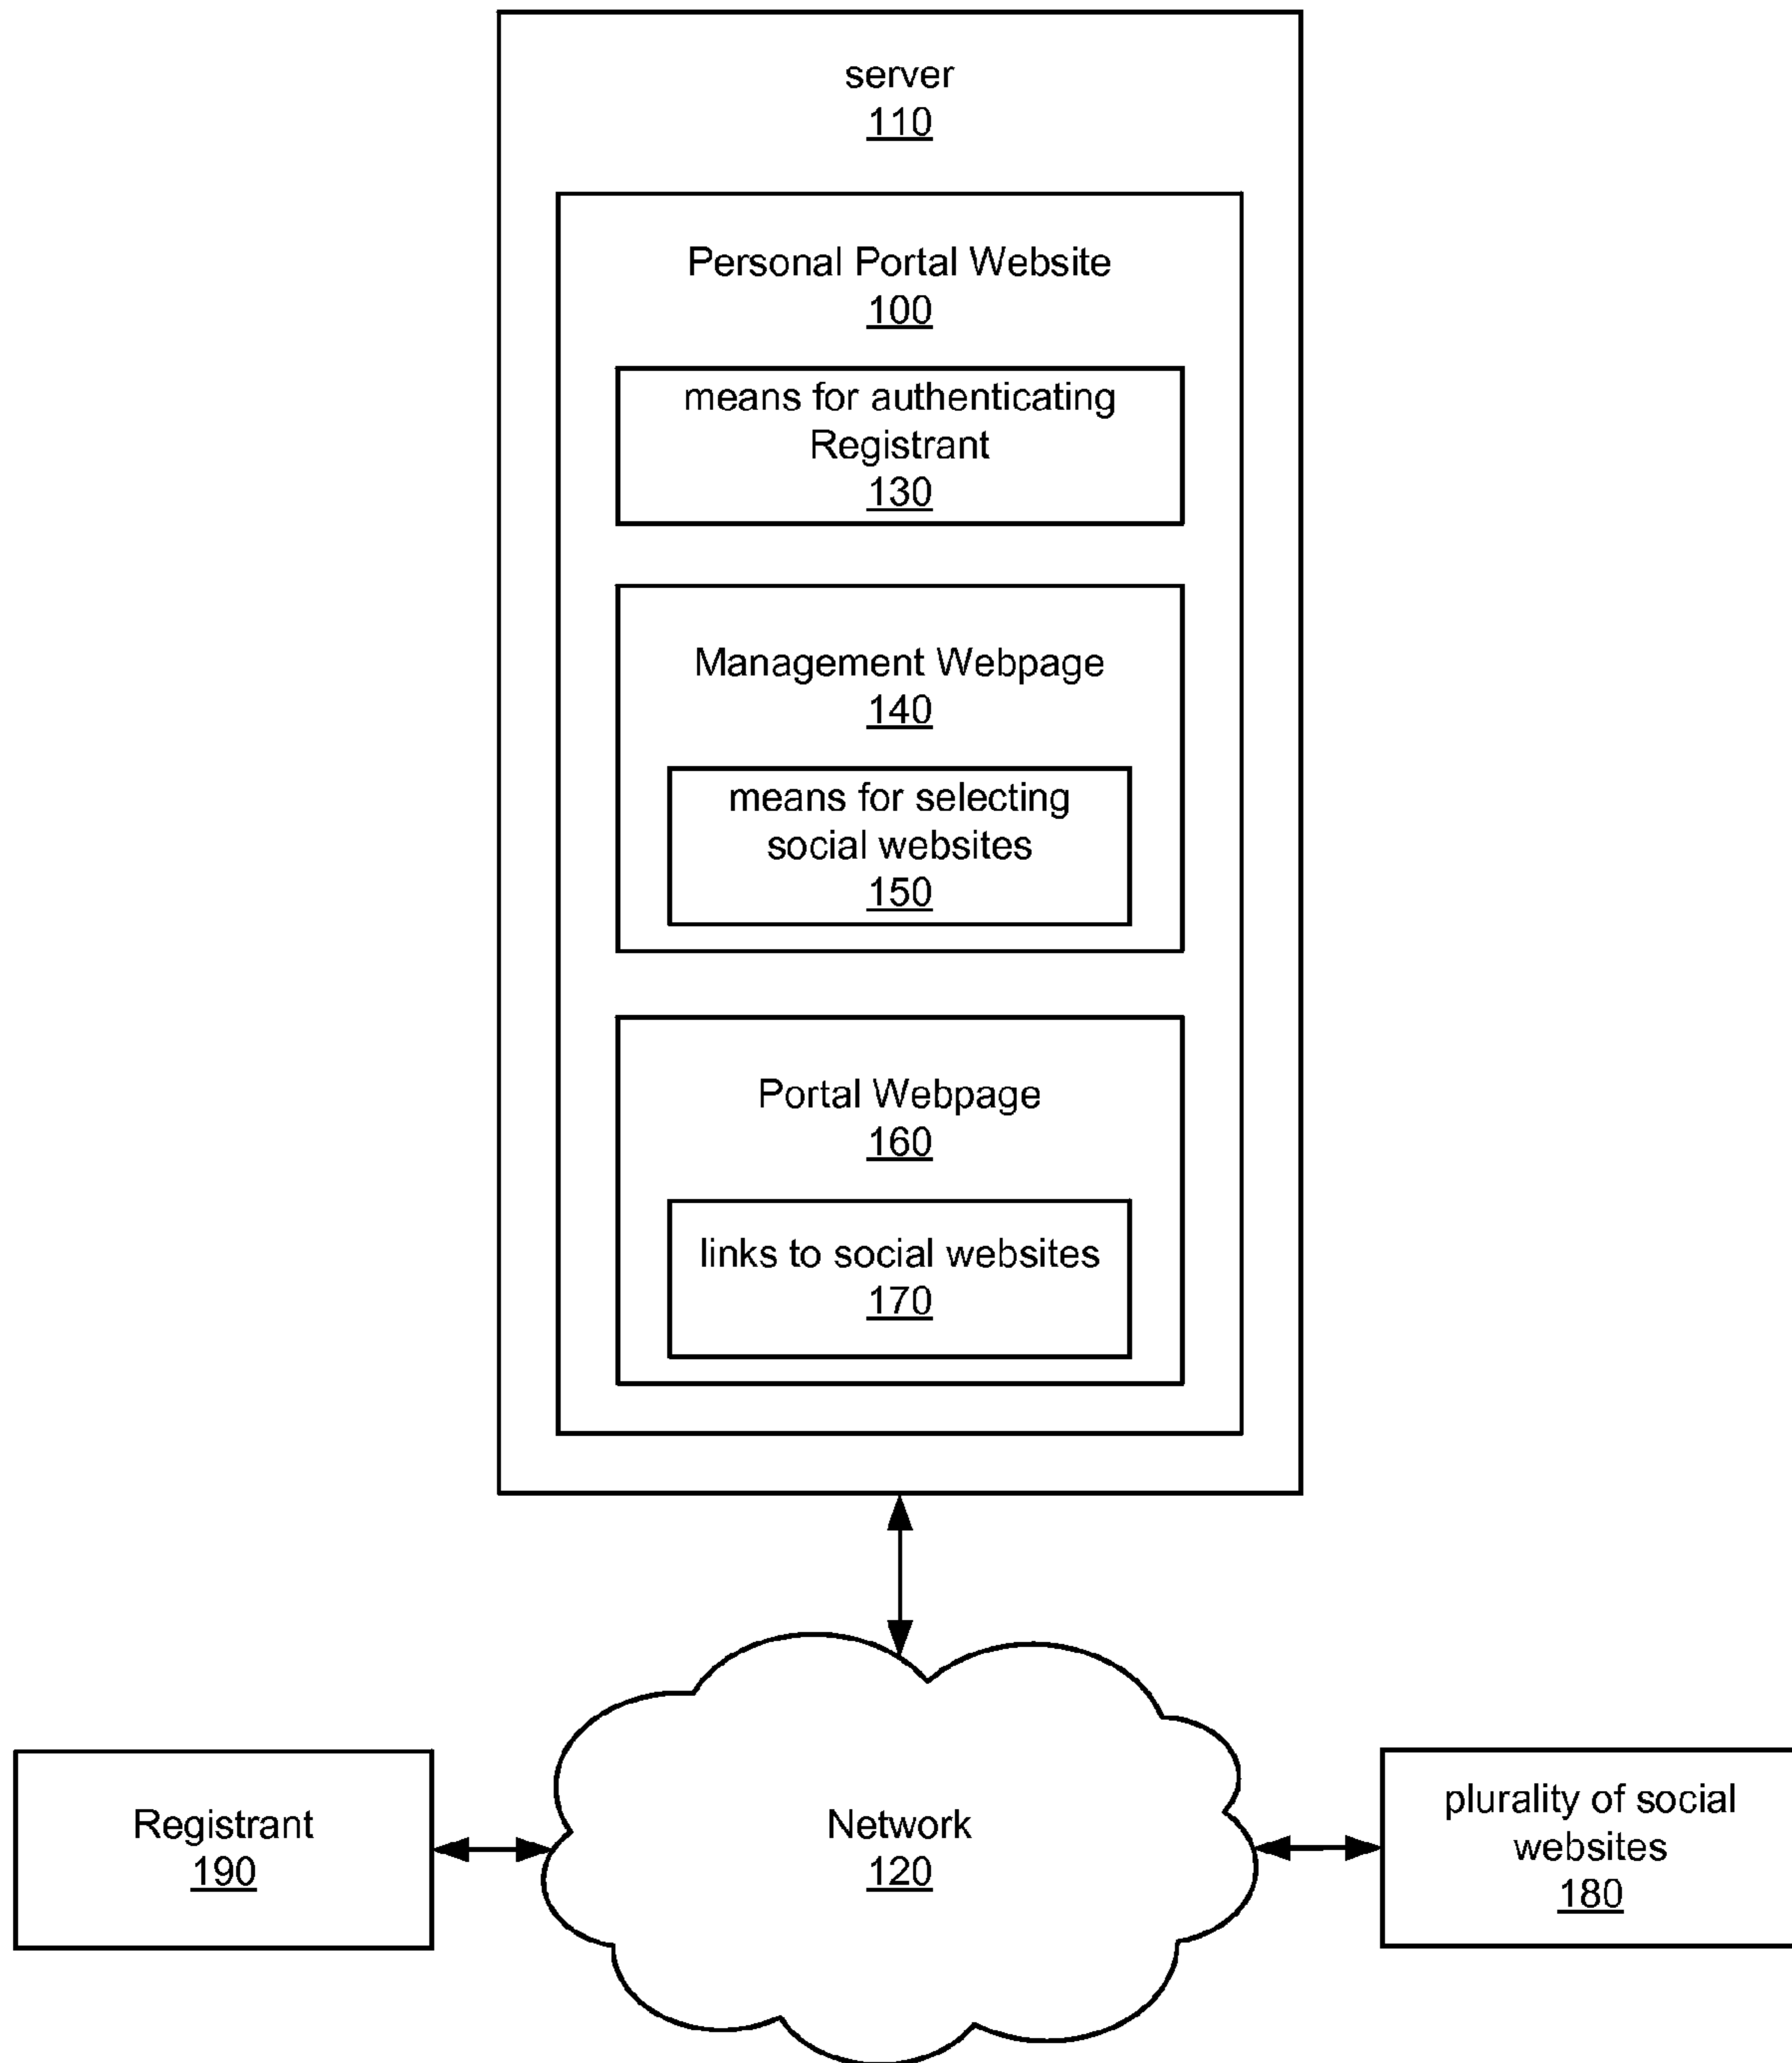 server
110
Personal Portal Website
100
means for authenticating
Registrant
130
Management Webpage
140
means for selecting
social websites
150
Portal Webpage
160
links to social websites
170
Registrant
190
Network
120
plurality of social
websites
180